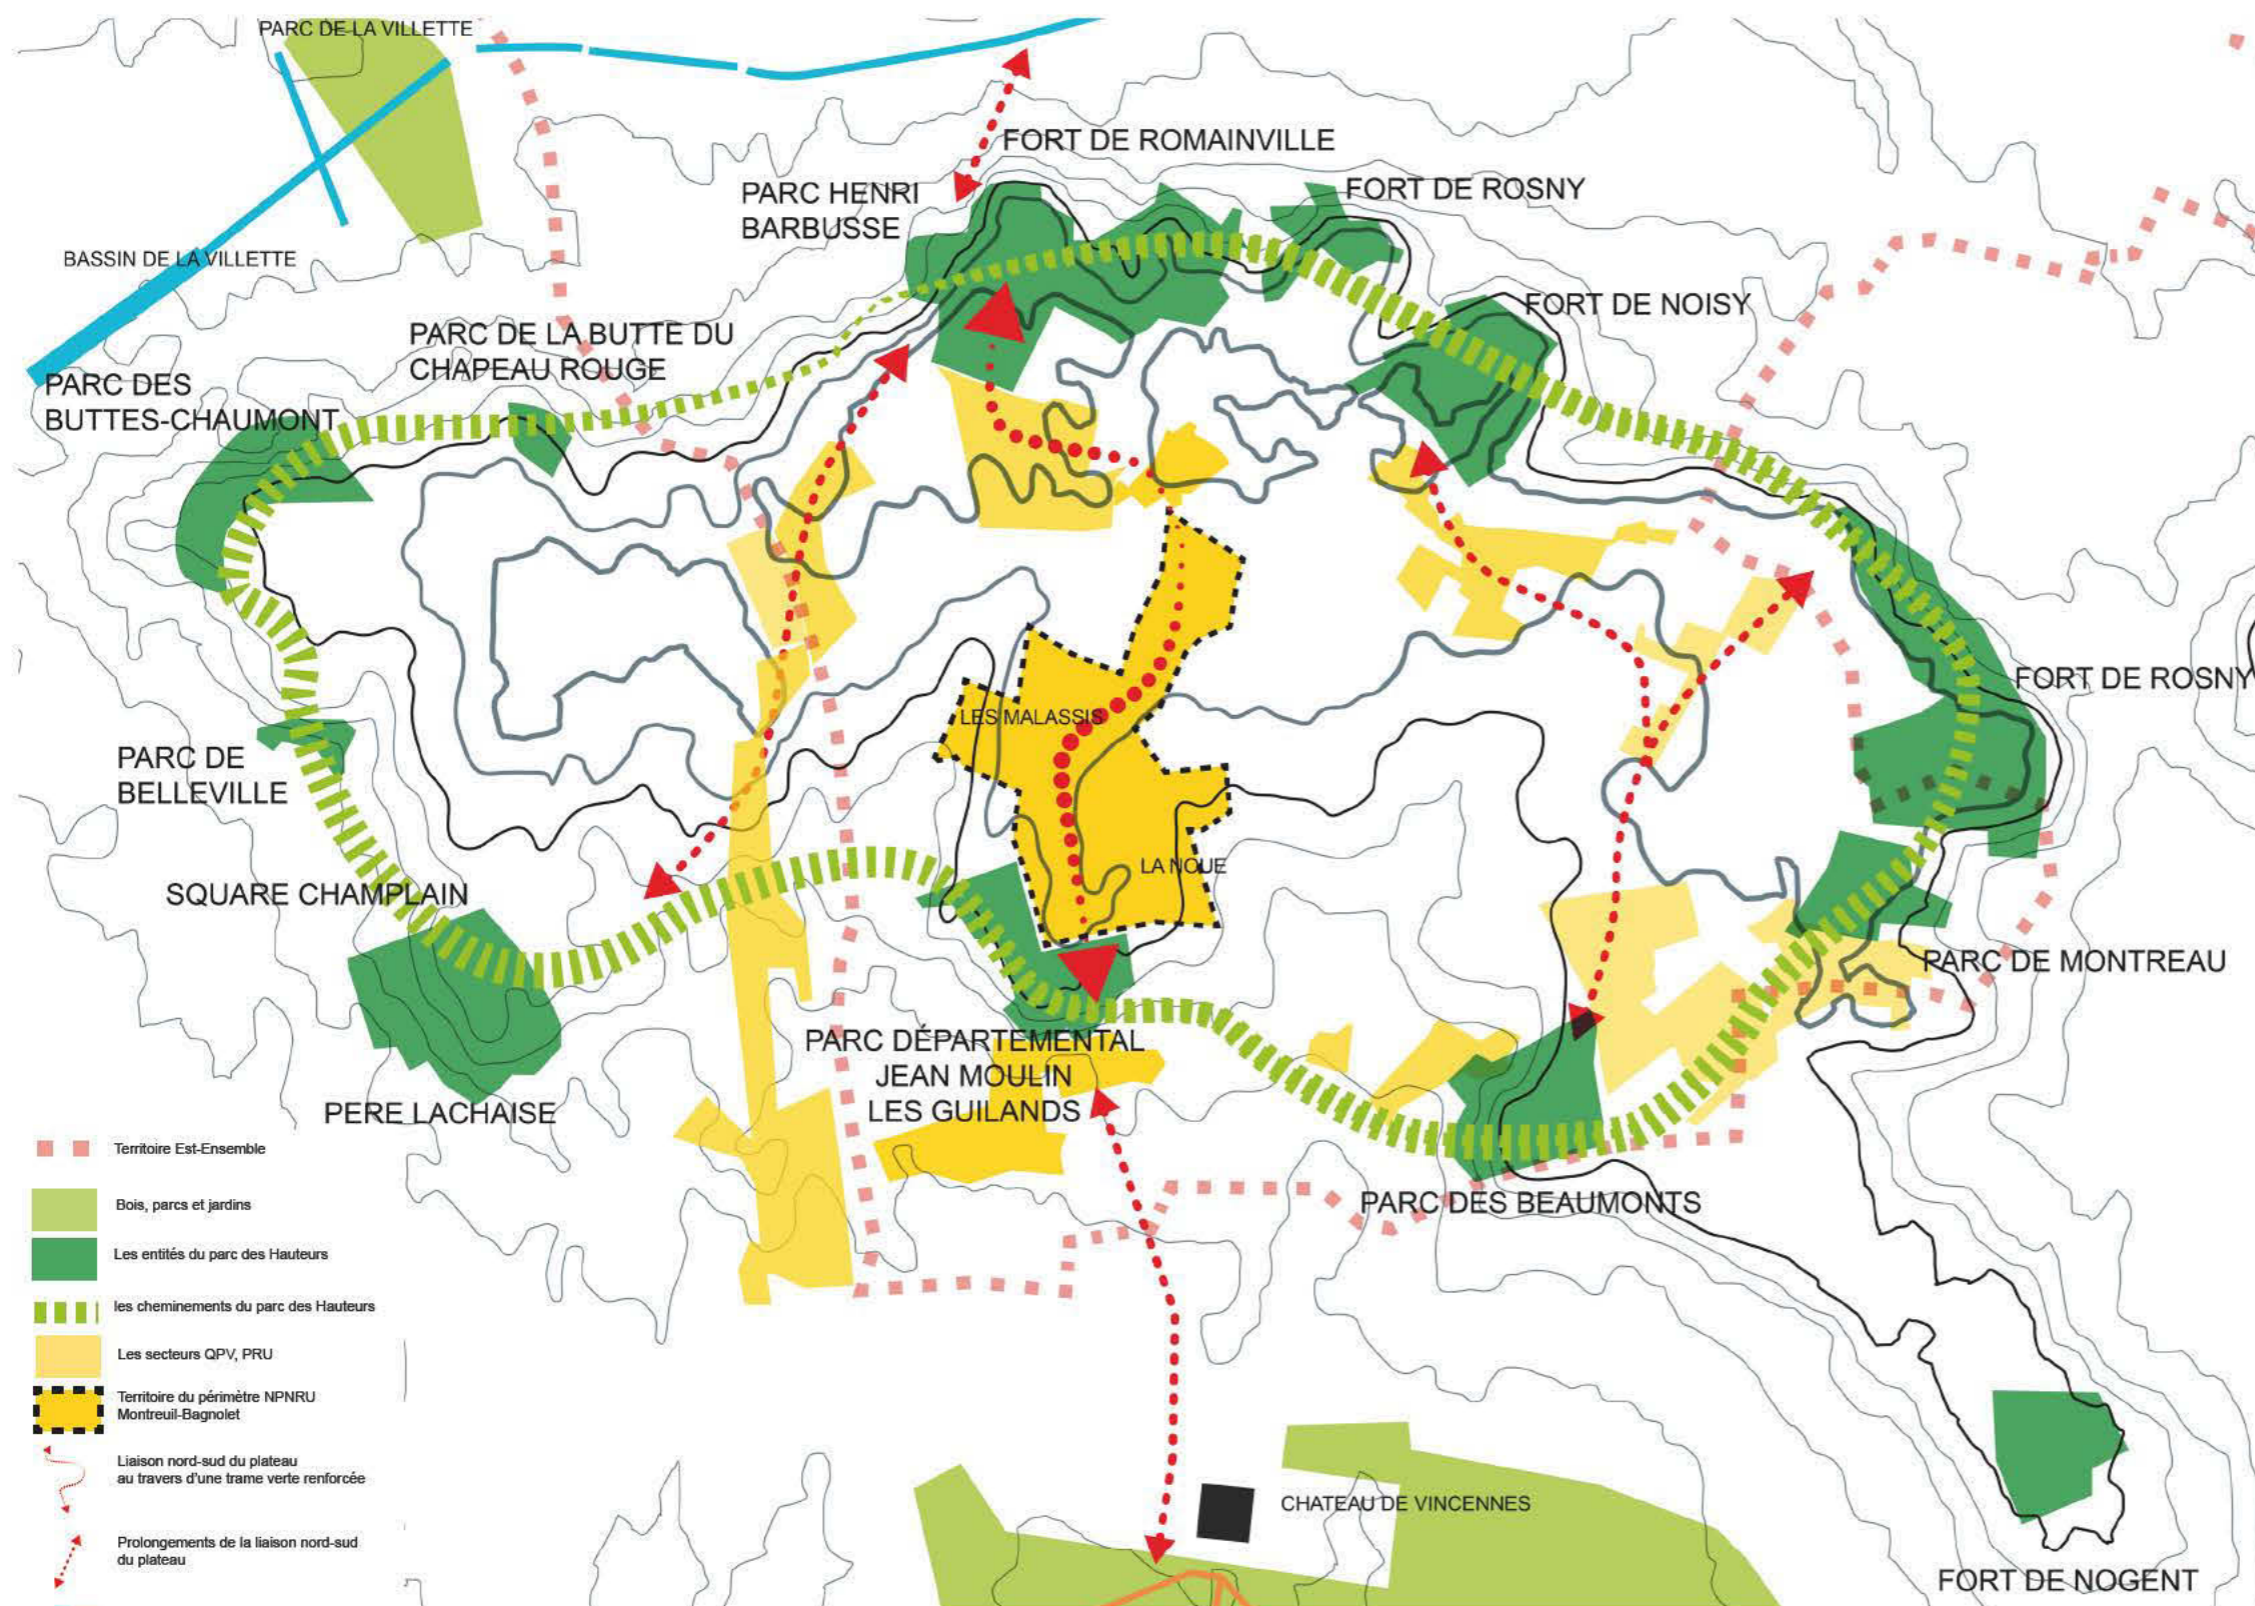 PARC DE LA VILLETTE
FORT DE ROMAINVILLE
PARC HENRI
BARBUSSE
FORT DE ROSNY
BASSIN DE LA VILLETTE
FORT DE NOISY
PARC DE LA BUTTE DU
CHAPEAU ROUGE
PARC DES
BUTTES-CHAUMONT
FORT DE ROSNY
LES MALASSIS
PARC DE
BELLEVILLE
LA NOUE
SQUARE CHAMPLAIN
PARC DE MONTREAU
PARC DÉPARTEMENTAL
JEAN MOULIN
LES GUILANDS
PERE LACHAISE
PARC DES BEAUMONTS
Territoire Est-Ensemble
Bois, parcs et jardins
Les entités du parc des Hauteurs
les cheminements du parc des Hauteurs
Les secteurs QPV, PRU
Territoire du périmètre NPNRU
Montreuil-Bagnolet
Liaison nord-sud du plateau
au travers d'une trame verte renforcée
Prolongements de la liaison nord-sud
du plateau
CHATEAU DE VINCENNES
FORT DE NOGENT